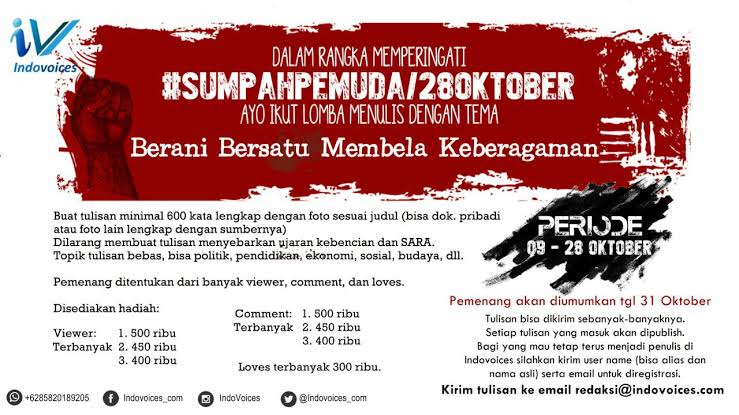 iV
Indovoices
DALAM RANGKA MEMPERINGATI
#SUMPAHPEMUDA/28OKTOBER
AYO IKUT LOMBA MENULIS DENGAN TEMA
Berani Bersatu Membela Keberagaman
Buat tulisan minimal 600 kata lengkap dengan foto sesuai judul (bisa dok. pribadi
atau foto lain lengkap dengan sumbernya)
Dilarang membuat tulisan menyebarkan ujaran kebencian dan SARA.
Topik tulisan bebas, bisa politik, pendidikan, ekonomi, sosial, budaya, dll.
Pemenang ditentukan dari banyak viewer, comment, dan loves.
Disediakan hadiah:
Viewer: 1. 500 ribu
Terbanyak 2. 450 ribu
3. 400 ribu
Comment: 1. 500 ribu
Terbanyak 2. 450 ribu
3. 400 ribu
Loves terbanyak 300 ribu.
PERIODE
09 - 28 OKTOBER
Pemenang akan diumumkan tgl 31 Oktober
Tulisan bisa dikirim sebanyak-banyaknya.
Setiap tulisan yang masuk akan dipublish.
Bagi yang mau tetap terus menjadi penulis di
Indovoices silahkan kirim user name (bisa alias dan
nama asli) serta email untuk diregistrasi.
Kirim tulisan ke email redaksi@indovoices.com
+6285820189205
Indovoices_com
IndoVoices
@Indovoices_com